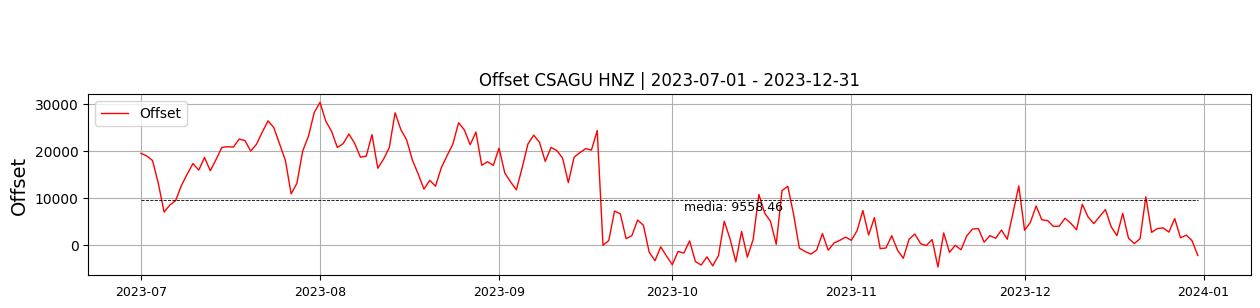 Offset CSAGU HNZ | 2023-07-01 - 2023-12-31
Offset
30000
20000
10000
0
Offset
media: 9558.46
2023-07 2023-08 2023-09 2023-10 2023-11 2023-12 2024-01